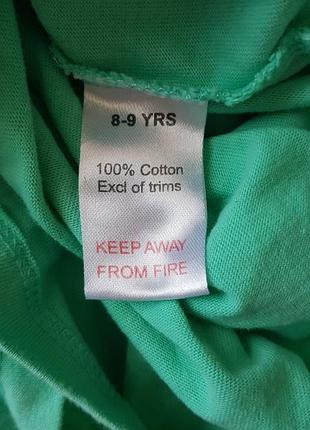 8-9 YRS
100% Cotton
Excl of trims
KEEP AWAY
FROM FIRE